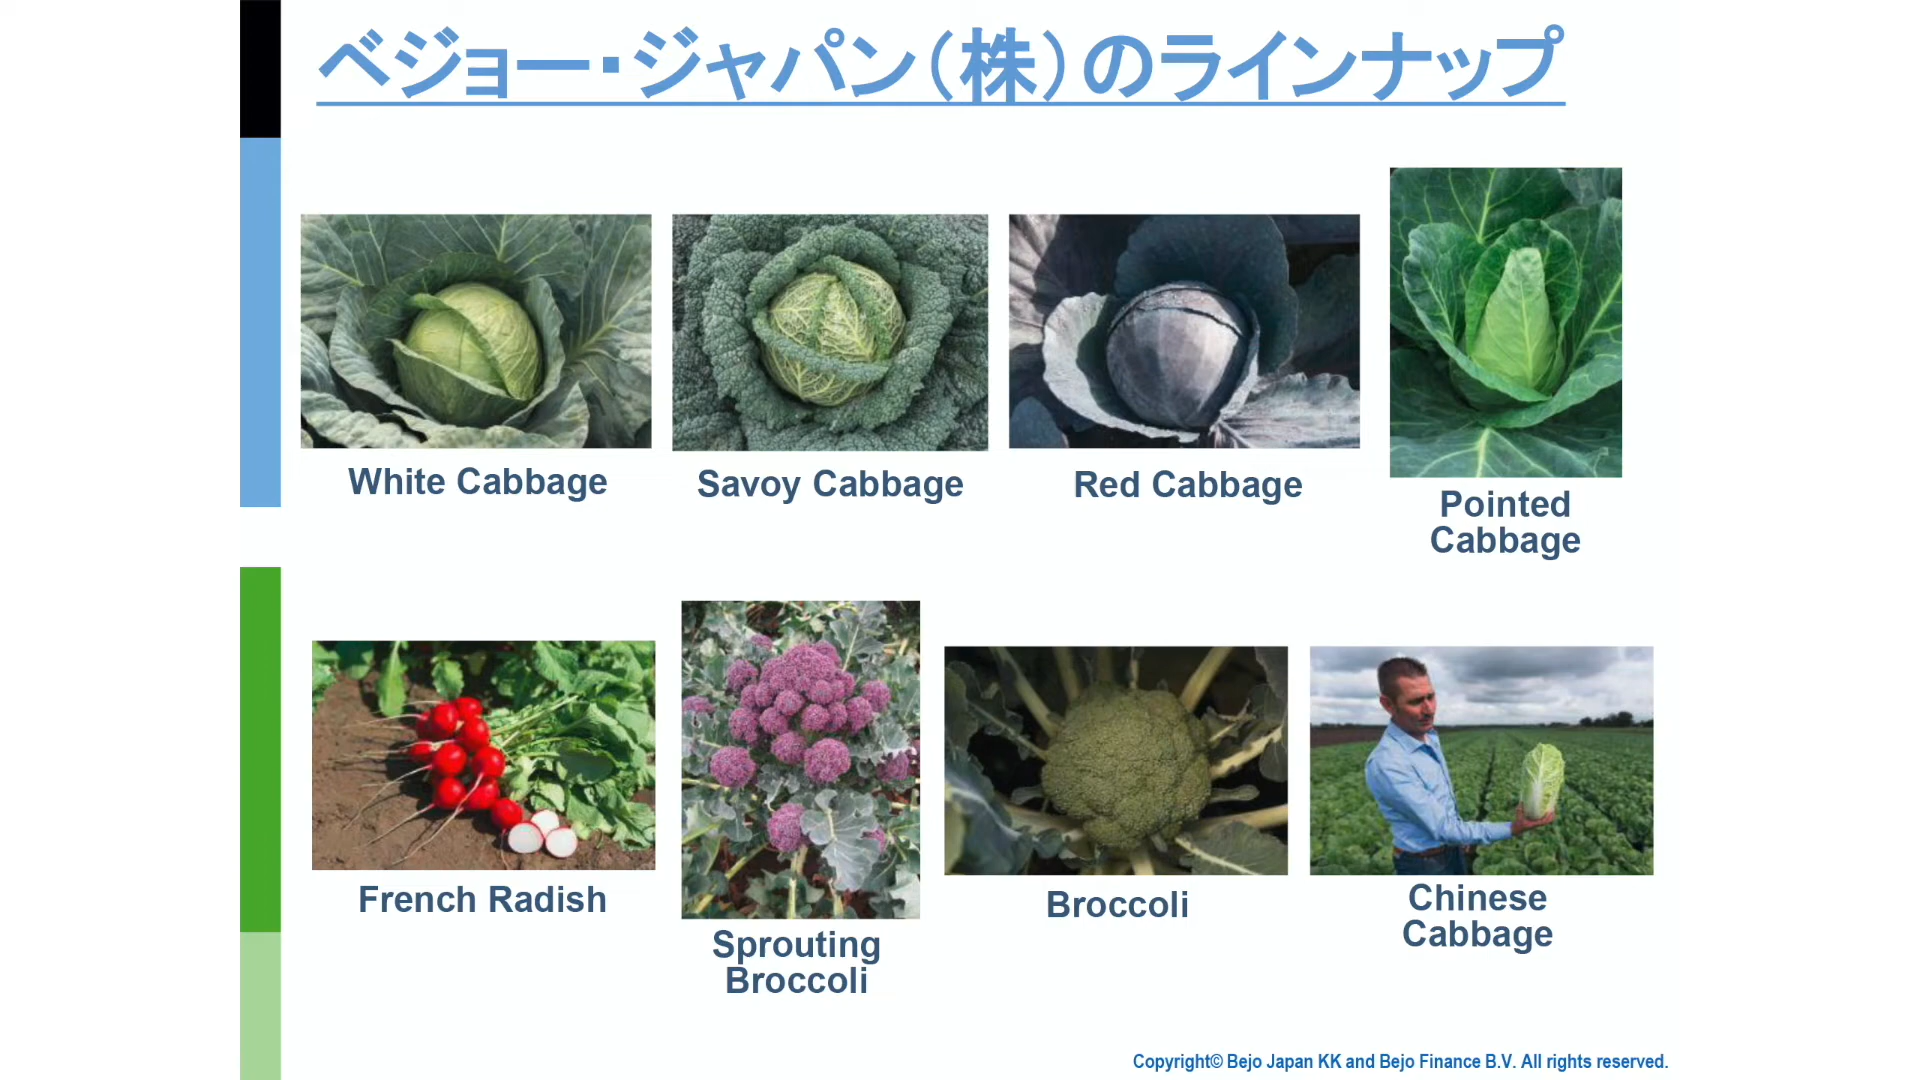 ベジョー・ジャパン（株）のラインナップ
White Cabbage
Savoy Cabbage
Red Cabbage
Pointed
Cabbage
French Radish
Sprouting
Broccoli
Broccoli
Chinese
Cabbage
Copyright© Bejo Japan KK and Bejo Finance B.V. All rights reserved.